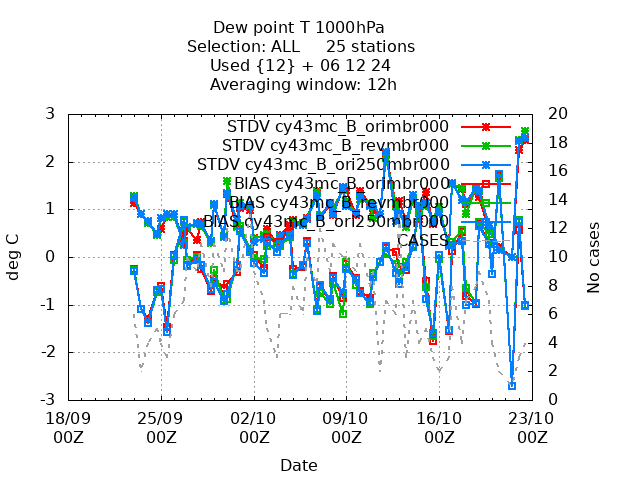 Dew point T 1000hPa
Selection: ALL     25 stations
Used {12} + 06 12 24
Averaging window: 12h
STDV cy43mc_B_orimbr000
STDV cy43mc_B_revmbr000
STDV cy43mc_B_ori250mbr000
BIAS cy43mc_B_orimbr000
BIAS cy43mc_B_revmbr000
BIAS cy43mc_B_ori250mbr000
CASES
3
2
1
0
-1
-2
-3
deg C
20
18
16
14
12
10
8
6
4
2
0
No cases
18/09 25/09 02/10 09/10 16/10 23/10
00Z 00Z 00Z 00Z 00Z 00Z
Date